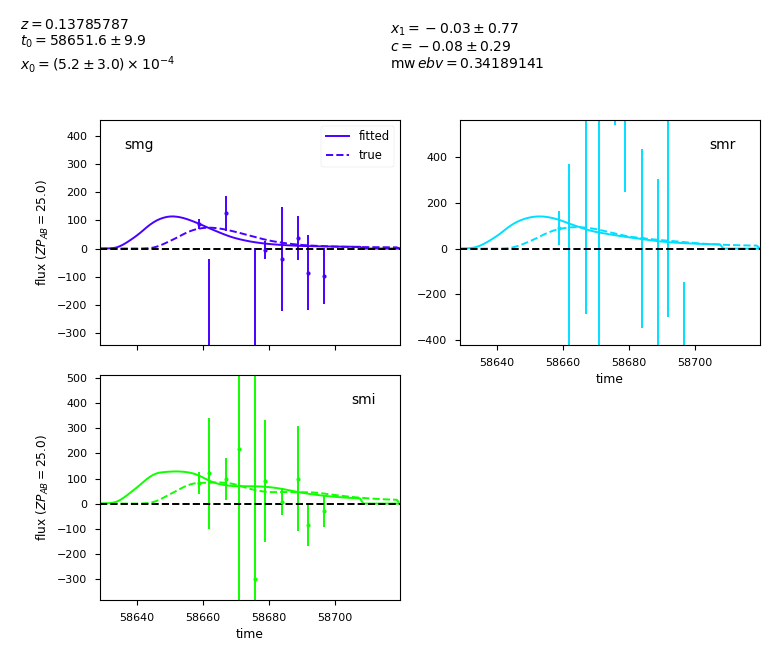 z = 0.13785787
t0 = 58651.6 ± 9.9
x0 = (5.2 ± 3.0) × 10^-4
x1 = −0.03 ± 0.77
c = −0.08 ± 0.29
mw ebv = 0.34189141
smg
fitted
true
400
300
200
100
0
−100
−200
−300
flux (ZP_AB = 25.0)
smr
400
200
0
−200
−400
58640 58660 58680 58700
time
smi
500
400
300
200
100
0
−100
−200
−300
flux (ZP_AB = 25.0)
58640 58660 58680 58700
time